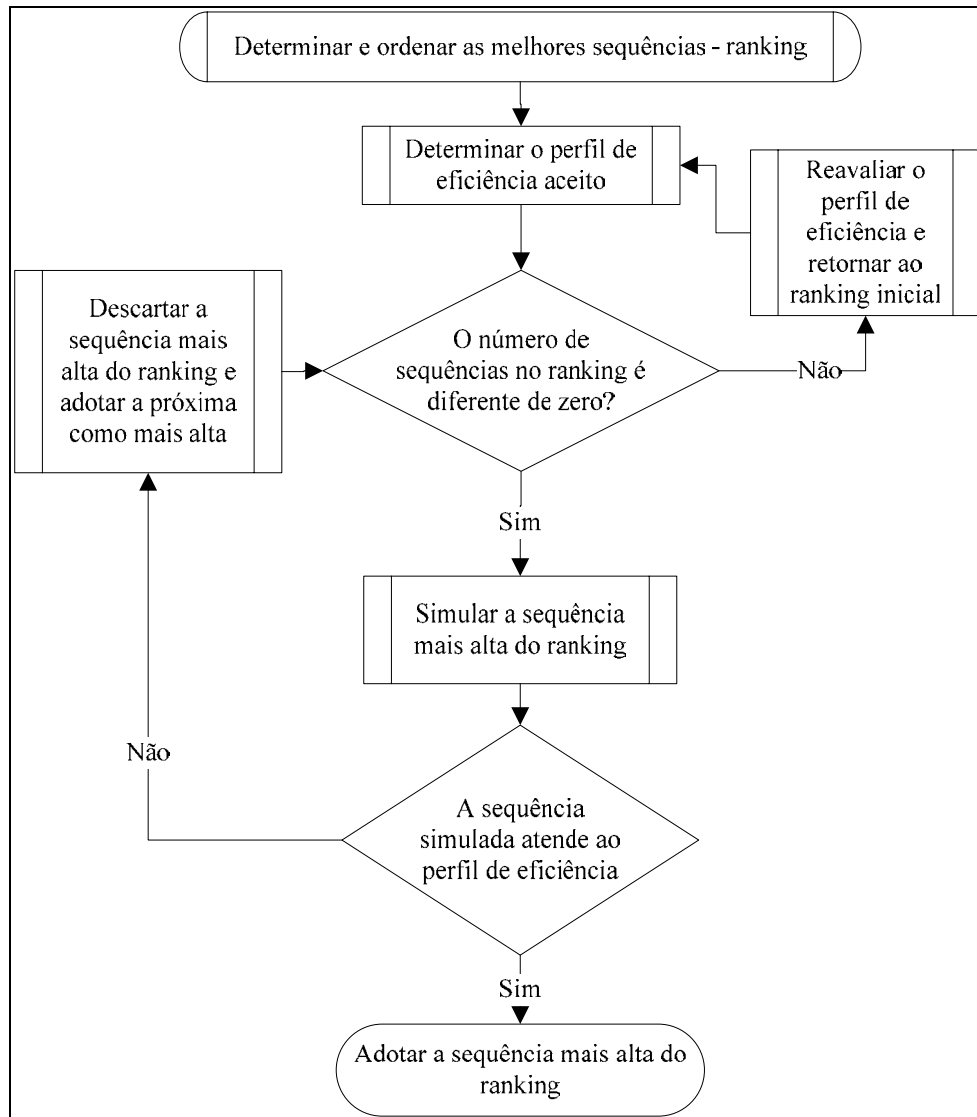 Determinar e ordenar as melhores sequências - ranking
Determinar o perfil de
eficiência aceito
Reavaliar o
perfil de
eficiência e
retornar ao
ranking inicial
Descartar a
sequência mais
alta do ranking e
adotar a próxima
como mais alta
O número de
sequências no ranking é
diferente de zero?
Não
Sim
Simular a sequência
mais alta do ranking
Não
A sequência
simulada atende ao
perfil de eficiência
Sim
Adotar a sequência mais alta do
ranking